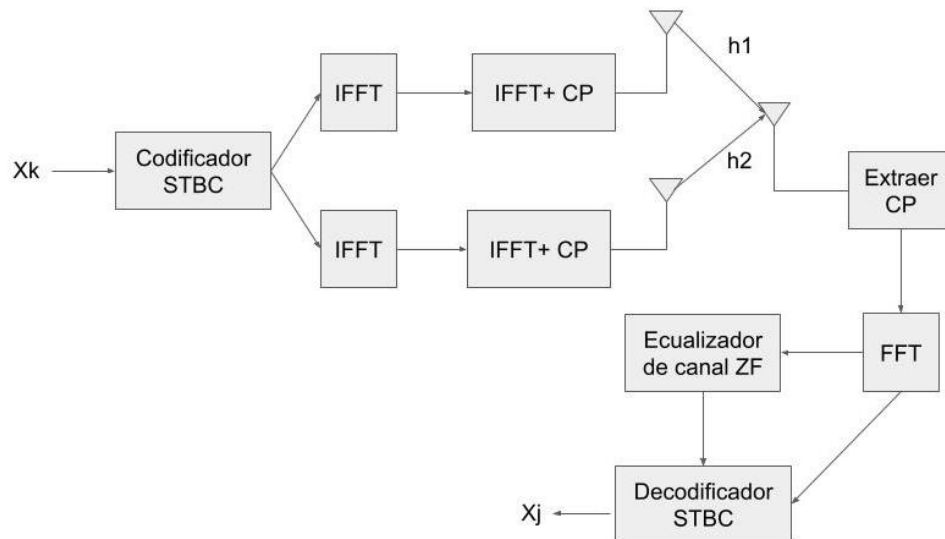 h1
IFFT
IFFT+ CP
Xk
Codificador
STBC
h2
Extraer
CP
IFFT
IFFT+ CP
Ecualizador
de canal ZF
FFT
Xj
Decodificador
STBC